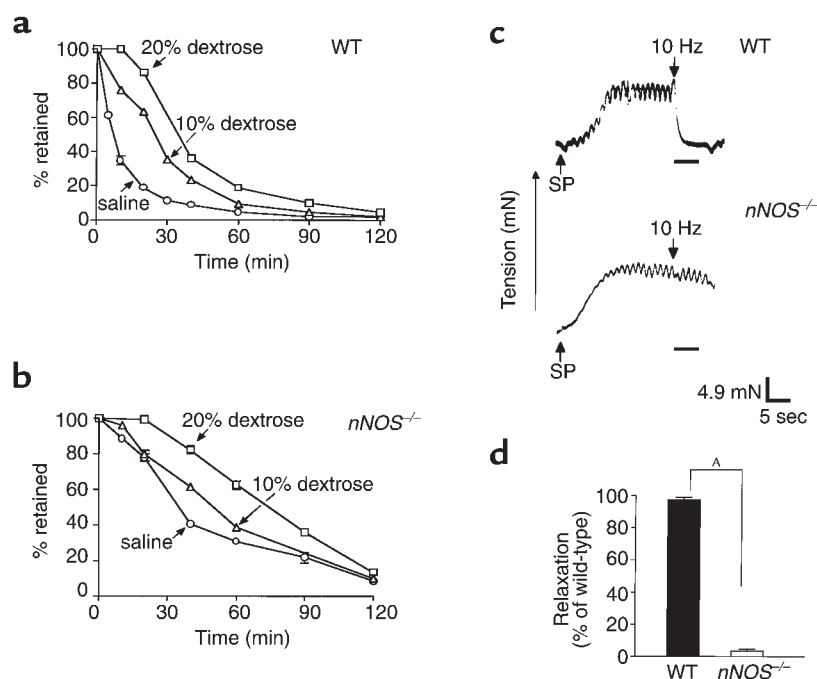 a
WT
100
80
60
40
20
0
% retained
20% dextrose
10% dextrose
saline
0 30 60 90 120
Time (min)
b
nNOS–/–
100
80
60
40
20
0
% retained
20% dextrose
10% dextrose
saline
0 30 60 90 120
Time (min)
c
10 Hz
WT
SP
Tension (mN)
nNOS–/–
10 Hz
SP
4.9 mN
5 sec
d
A
100
80
60
40
20
0
Relaxation
(% of wild-type)
WT nNOS–/–